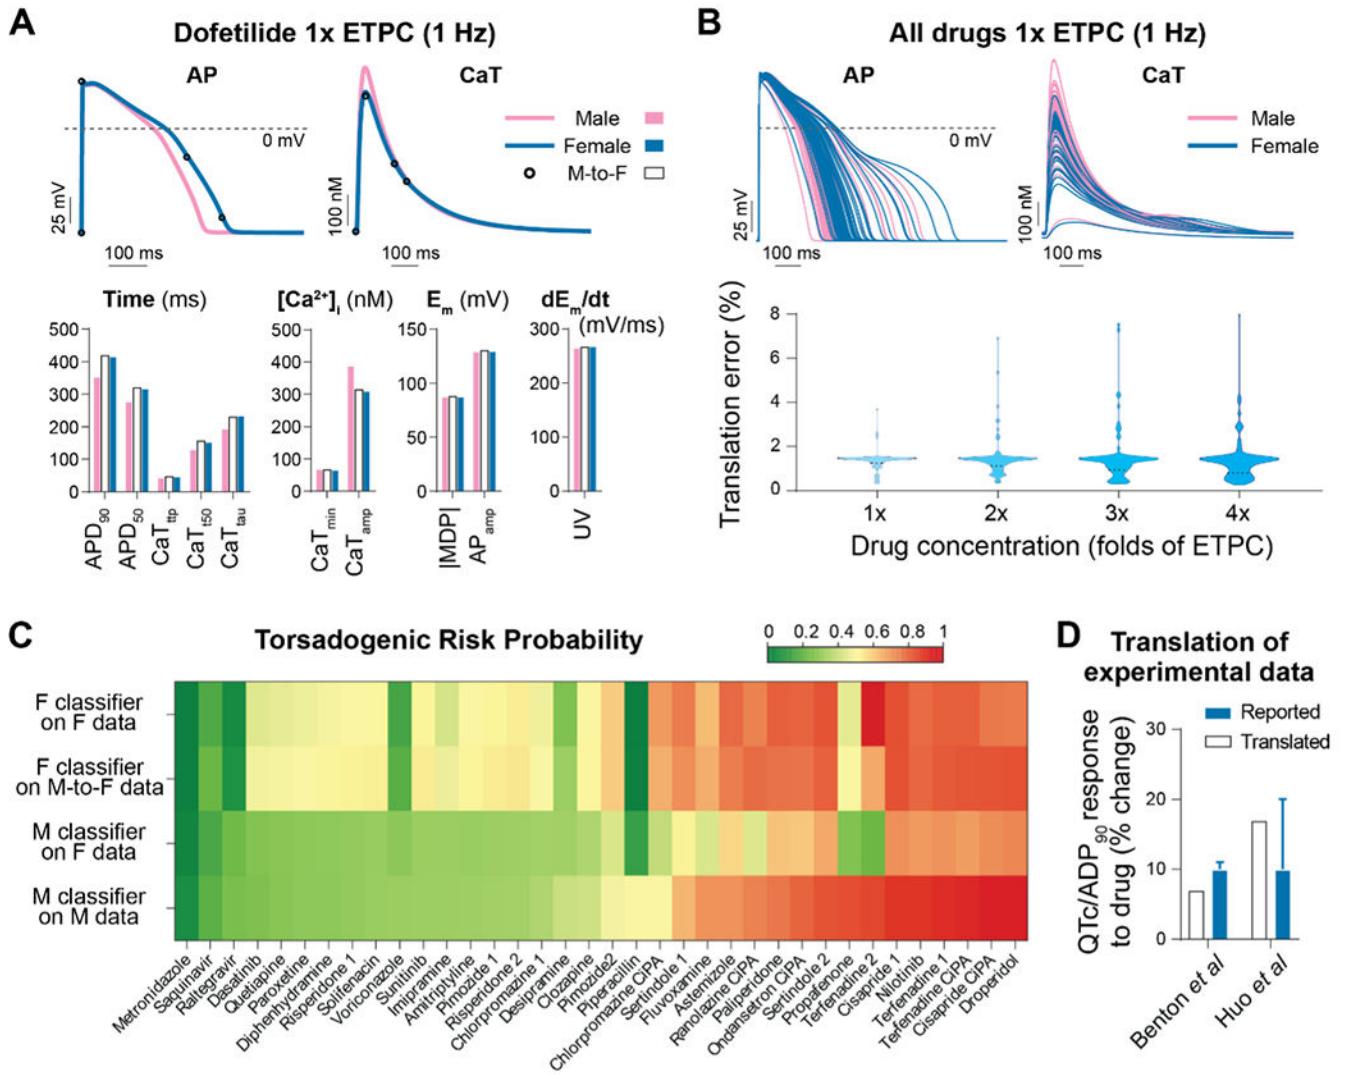 A
Dofetilide 1x ETPC (1 Hz)
AP
CaT
Male
Female
M-to-F
0 mV
25 mV
100 nM
100 ms
100 ms
Time (ms)
[Ca²⁺]i (nM)
Em (mV)
dEm/dt
(mV/ms)
500
400
300
200
100
0
500
400
300
200
100
0
150
100
50
0
300
200
100
0
APD90
APD50
CaTttp
CaTt50
CaTtau
CaTmin
CaTamp
|MDP|
APamp
UV
B
All drugs 1x ETPC (1 Hz)
AP
CaT
Male
Female
0 mV
25 mV
100 nM
100 ms
100 ms
Translation error (%)
8
6
4
2
0
1x
2x
3x
4x
Drug concentration (folds of ETPC)
C
Torsadogenic Risk Probability
0
0.2
0.4
0.6
0.8
1
F classifier
on F data
F classifier
on M-to-F data
M classifier
on F data
M classifier
on M data
Metronidazole
Saquinavir
Raltegravir
Dasatinib
Quetiapine
Paroxetine
Diphenhydramine
Risperidone 1
Solifenacin
Voriconazole
Sunitinib
Imipramine
Amitriptyline
Pimozide 1
Risperidone 2
Chlorpromazine 1
Desipramine
Clozapine
Pimozide2
Piperacillin
Chlorpromazine CiPA
Sertindole 1
Fluvoxamine
Astemizole
Ranolazine CiPA
Paliperidone
Ondansetron CiPA
Sertindole 2
Propafenone
Terfenadine 2
Cisapride 1
Nilotinib
Terfenadine 1
Terfenadine CiPA
Cisapride CiPA
Droperidol
D
Translation of
experimental data
Reported
Translated
QTc/ADP90 response
to drug (% change)
30
20
10
0
Benton et al
Huo et al